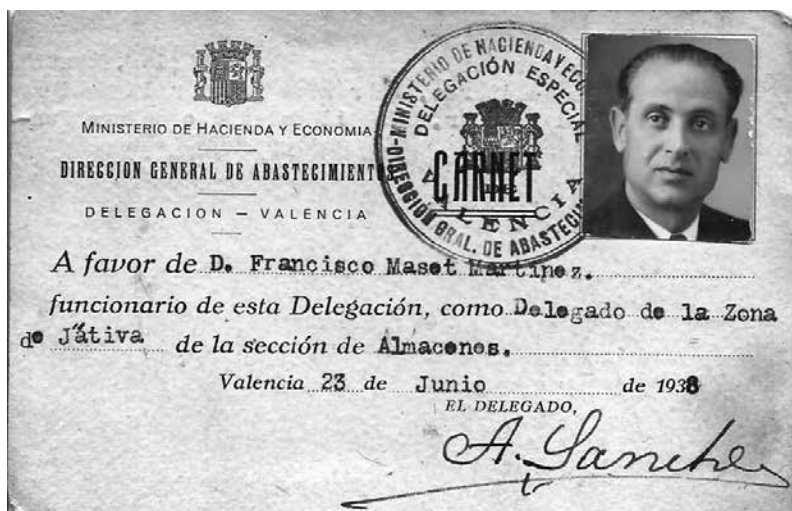 MINISTERIO DE HACIENDA Y ECONOMIA
DIRECCION GENERAL DE ABASTECIMIENTOS
DELEGACION – VALENCIA
DIRECCIÓN GRAL. DE ABASTECIMIENTOS-MINISTERIO DE HACIENDA Y ECONOMIA
DELEGACIÓN ESPECIAL
VALENCIA
CARNET
DE
A favor de D. Francisco Maset Martinez.
funcionario de esta Delegación, como Delegado de la Zona
de Játiva de la sección de Almacenes.
Valencia 23 de Junio de 1938
EL DELEGADO,
A. Sanchez